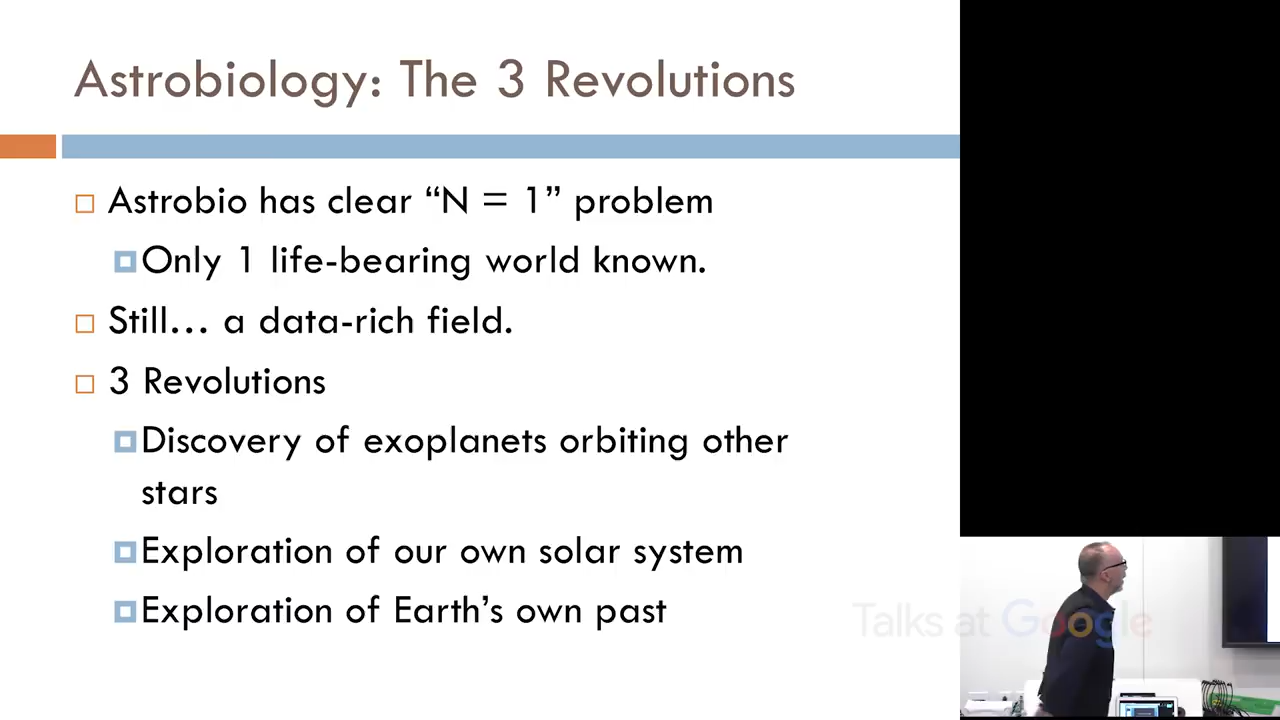 Astrobiology: The 3 Revolutions
Astrobio has clear “N = 1” problem
Only 1 life-bearing world known.
Still… a data-rich field.
3 Revolutions
Discovery of exoplanets orbiting other
stars
Exploration of our own solar system
Exploration of Earth’s own past
Talks at Google